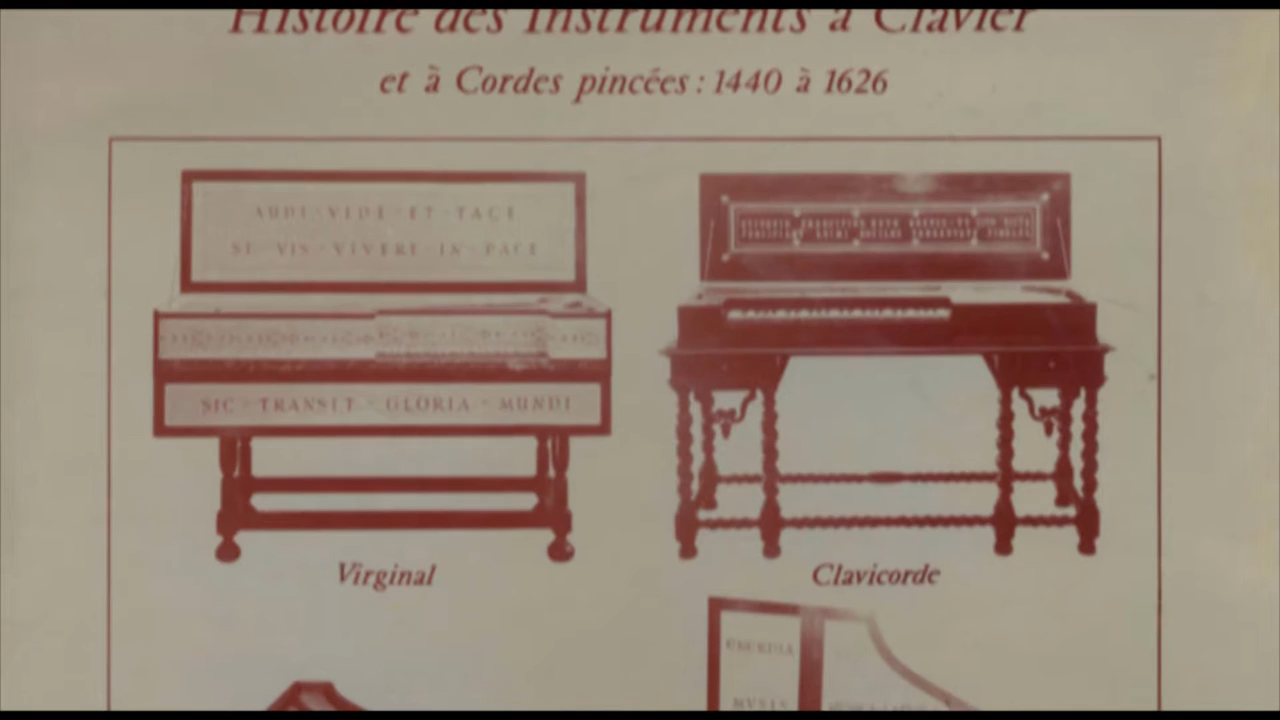 Histoire des Instruments à Clavier
et à Cordes pincées : 1440 à 1626
AUDI · VIDE · ET · TACE
SI · VIS · VIVERE · IN · PACE
SIC · TRANSIT · GLORIA · MUNDI
Virginal
Clavicorde
MVSIS